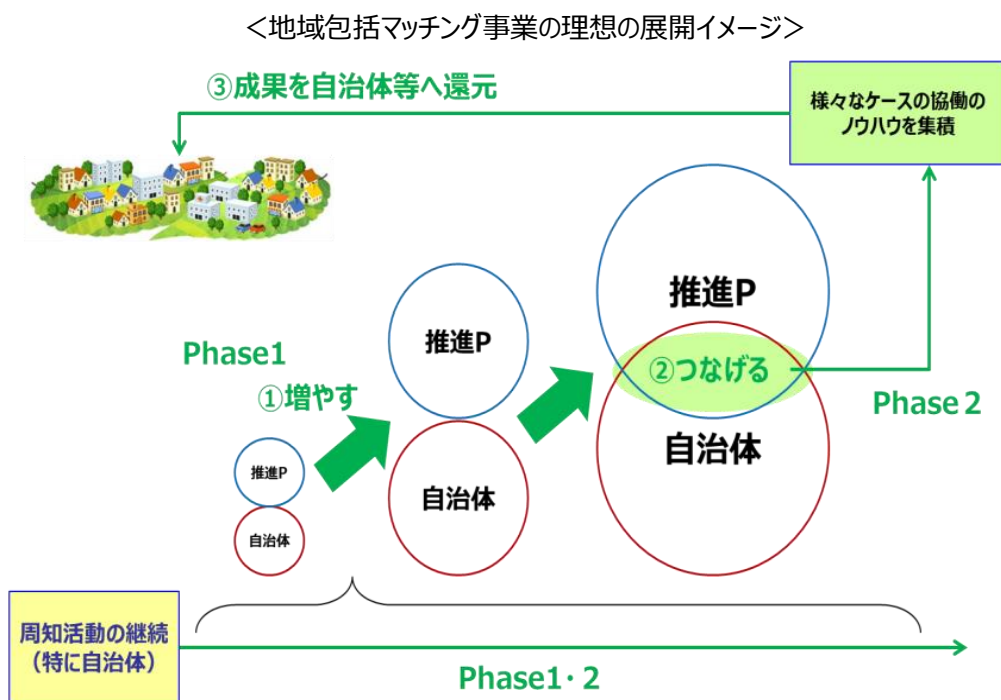 ＜地域包括マッチング事業の理想の展開イメージ＞
③成果を自治体等へ還元
様々なケースの協働の
ノウハウを集積
Phase1
①増やす
推進P
自治体
推進P
自治体
推進P
②つなげる
自治体
Phase 2
周知活動の継続
（特に自治体）
Phase1・2